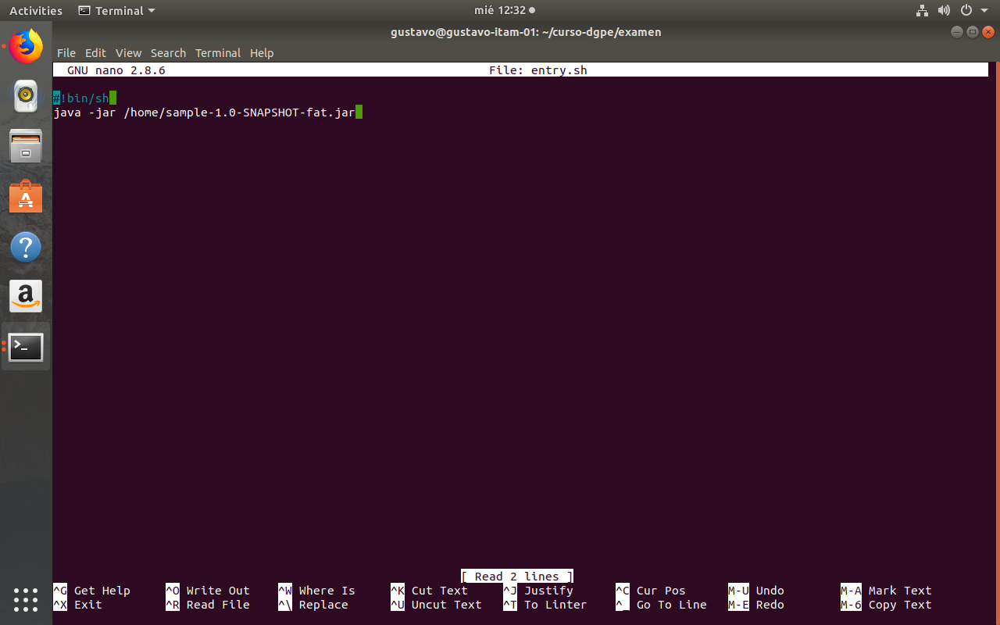 Activities Terminal mié 12:32
gustavo@gustavo-itam-01: ~/curso-dgpe/examen
File Edit View Search Terminal Help
GNU nano 2.8.6 File: entry.sh
#!bin/sh
java -jar /home/sample-1.0-SNAPSHOT-fat.jar
[ Read 2 lines ]
^G Get Help ^O Write Out ^W Where Is ^K Cut Text ^J Justify ^C Cur Pos M-U Undo M-A Mark Text
^X Exit ^R Read File ^\ Replace ^U Uncut Text ^T To Linter ^_ Go To Line M-E Redo M-6 Copy Text